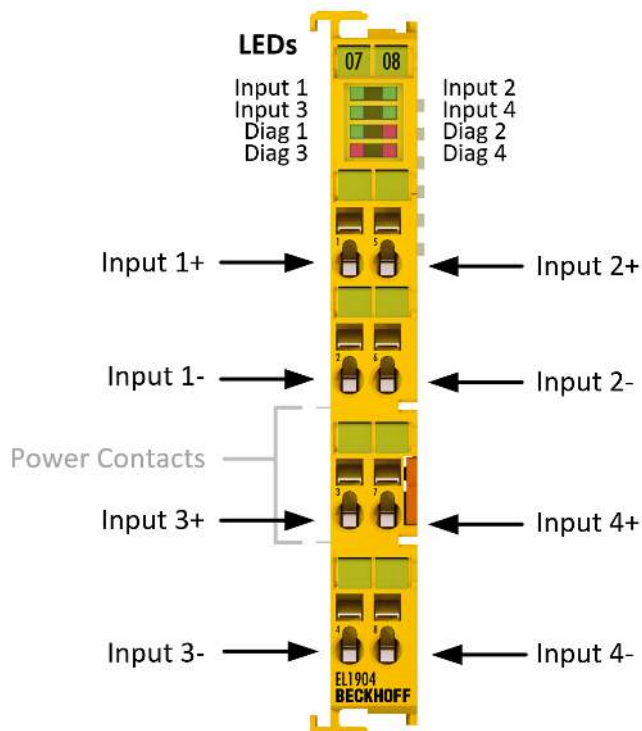 LEDs
07 08
Input 1 Input 2
Input 3 Input 4
Diag 1 Diag 2
Diag 3 Diag 4
1 5
Input 1+ Input 2+
2 6
Input 1- Input 2-
Power Contacts
3 7
Input 3+ Input 4+
4 8
Input 3- Input 4-
EL1904
BECKHOFF